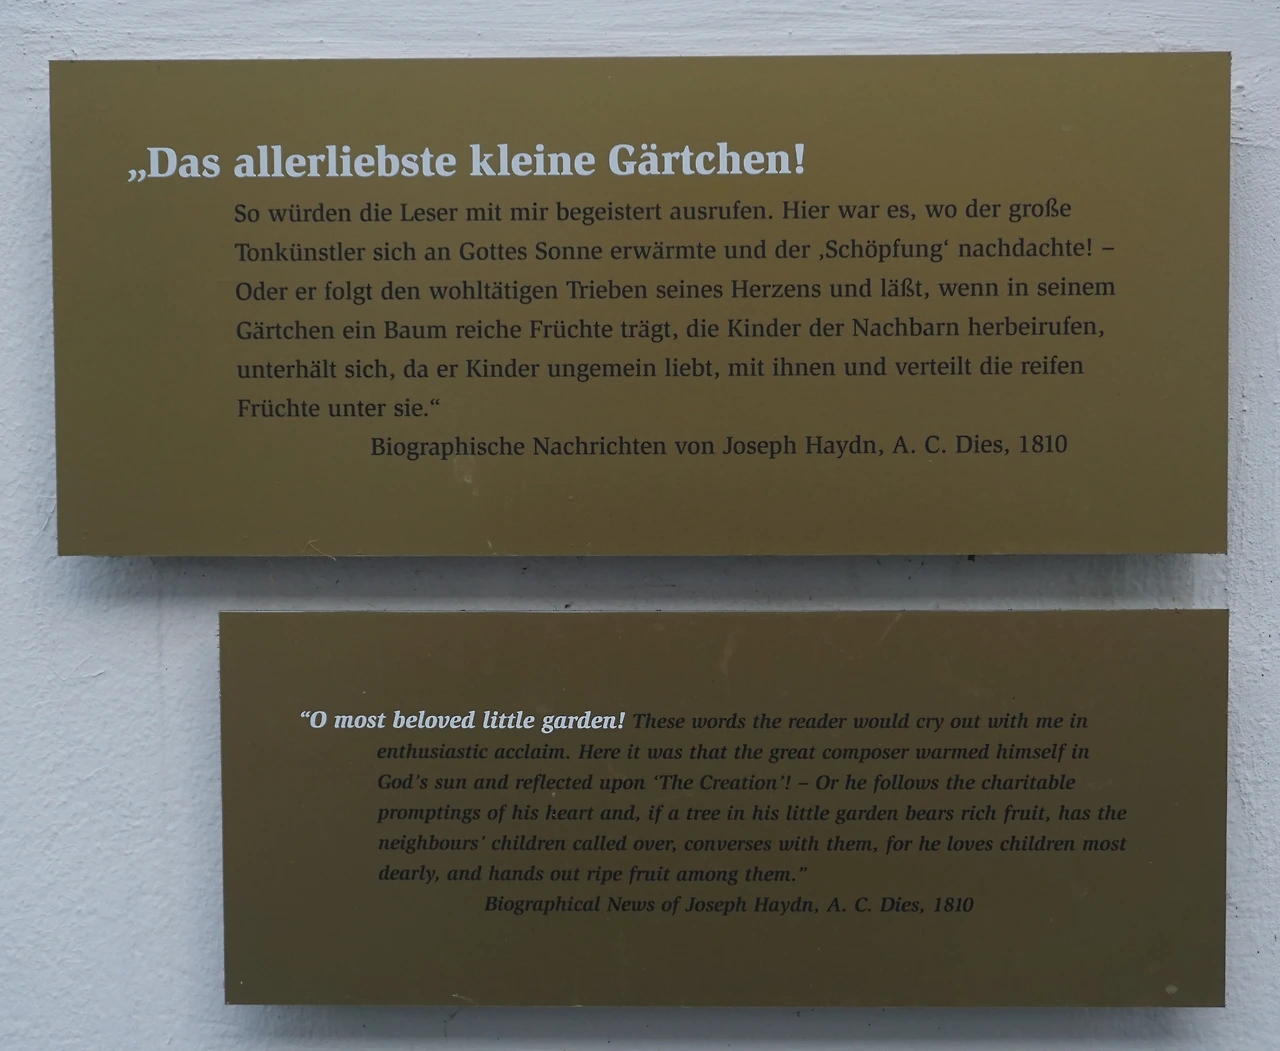 „Das allerliebste kleine Gärtchen!
So würden die Leser mit mir begeistert ausrufen. Hier war es, wo der große
Tonkünstler sich an Gottes Sonne erwärmte und der ‚Schöpfung‘ nachdachte! –
Oder er folgt den wohltätigen Trieben seines Herzens und läßt, wenn in seinem
Gärtchen ein Baum reiche Früchte trägt, die Kinder der Nachbarn herbeirufen,
unterhält sich, da er Kinder ungemein liebt, mit ihnen und verteilt die reifen
Früchte unter sie.“
Biographische Nachrichten von Joseph Haydn, A. C. Dies, 1810
“O most beloved little garden! These words the reader would cry out with me in
enthusiastic acclaim. Here it was that the great composer warmed himself in
God's sun and reflected upon ‘The Creation’! – Or he follows the charitable
promptings of his heart and, if a tree in his little garden bears rich fruit, has the
neighbours' children called over, converses with them, for he loves children most
dearly, and hands out ripe fruit among them.”
Biographical News of Joseph Haydn, A. C. Dies, 1810